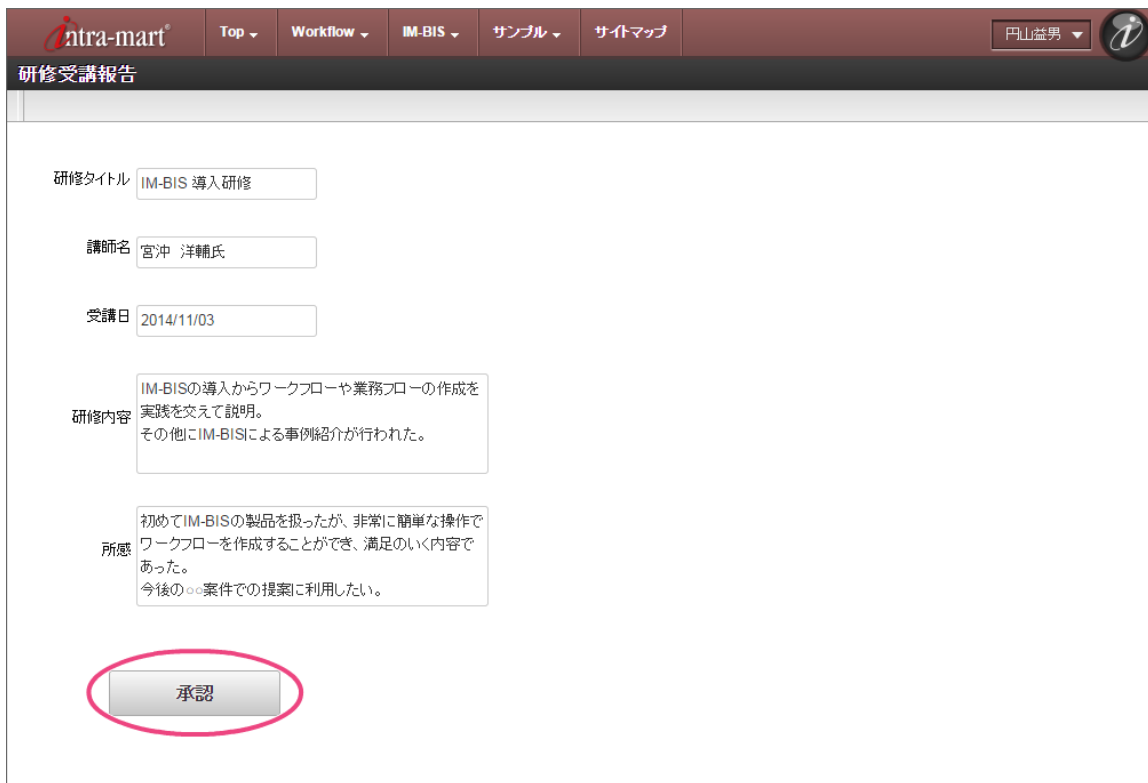 intra-mart®
Top Workflow IM-BIS サンプル サイトマップ
円山益男
研修受講報告
研修タイトル IM-BIS 導入研修
講師名 宮沖 洋輔氏
受講日 2014/11/03
研修内容
IM-BISの導入からワークフローや業務フローの作成を
実践を交えて説明。
その他にIM-BISによる事例紹介が行われた。
所感
初めてIM-BISの製品を扱ったが、非常に簡単な操作で
ワークフローを作成することができ、満足のいく内容で
あった。
今後の○○案件での提案に利用したい。
承認